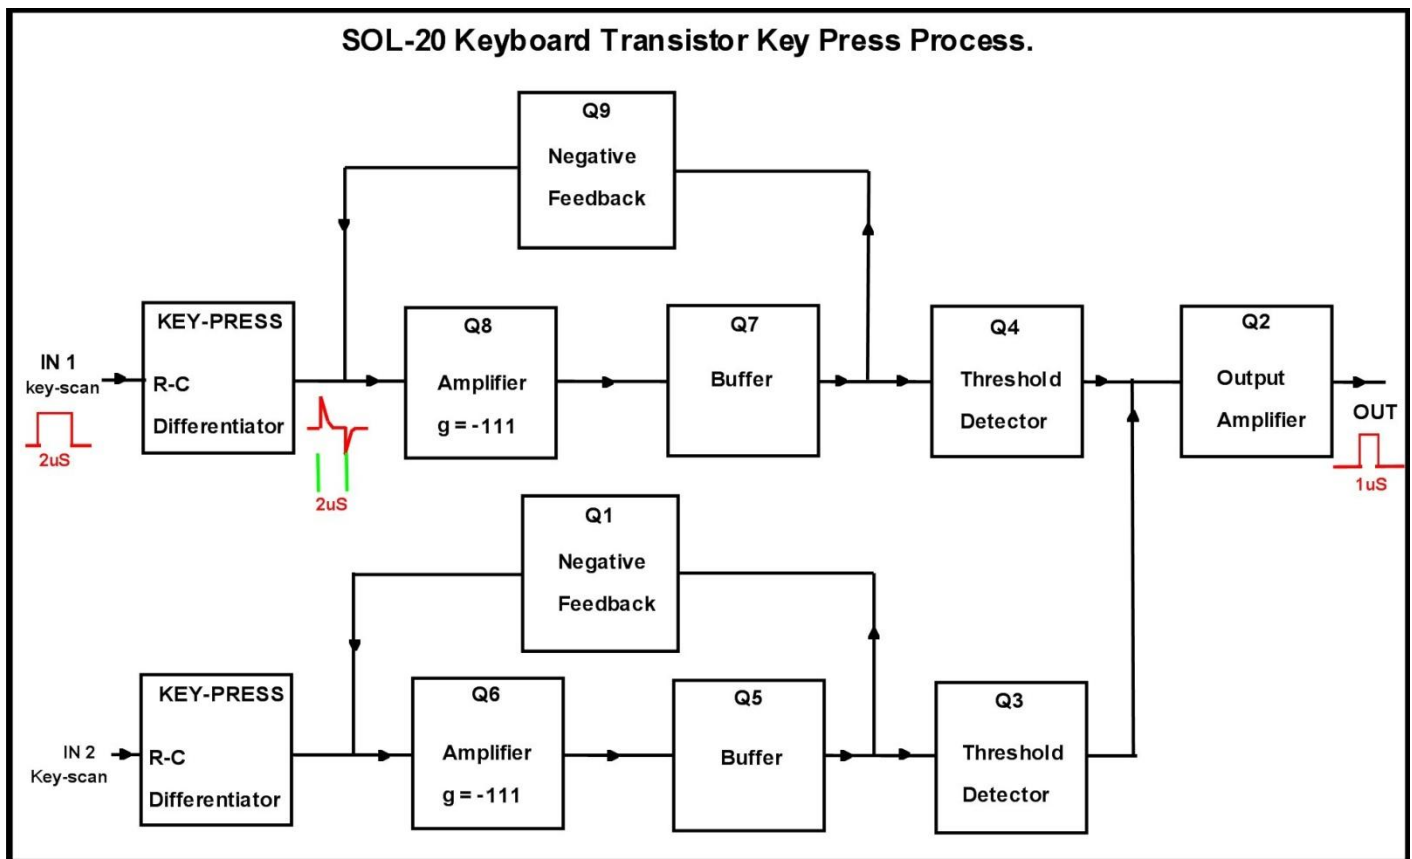 SOL-20 Keyboard Transistor Key Press Process.
Q9
Negative
Feedback
KEY-PRESS
R-C
Differentiator
IN 1
key-scan
2uS
2uS
Q8
Amplifier
g = -111
Q7
Buffer
Q4
Threshold
Detector
Q2
Output
Amplifier
OUT
1uS
Q1
Negative
Feedback
KEY-PRESS
R-C
Differentiator
IN 2
Key-scan
Q6
Amplifier
g = -111
Q5
Buffer
Q3
Threshold
Detector